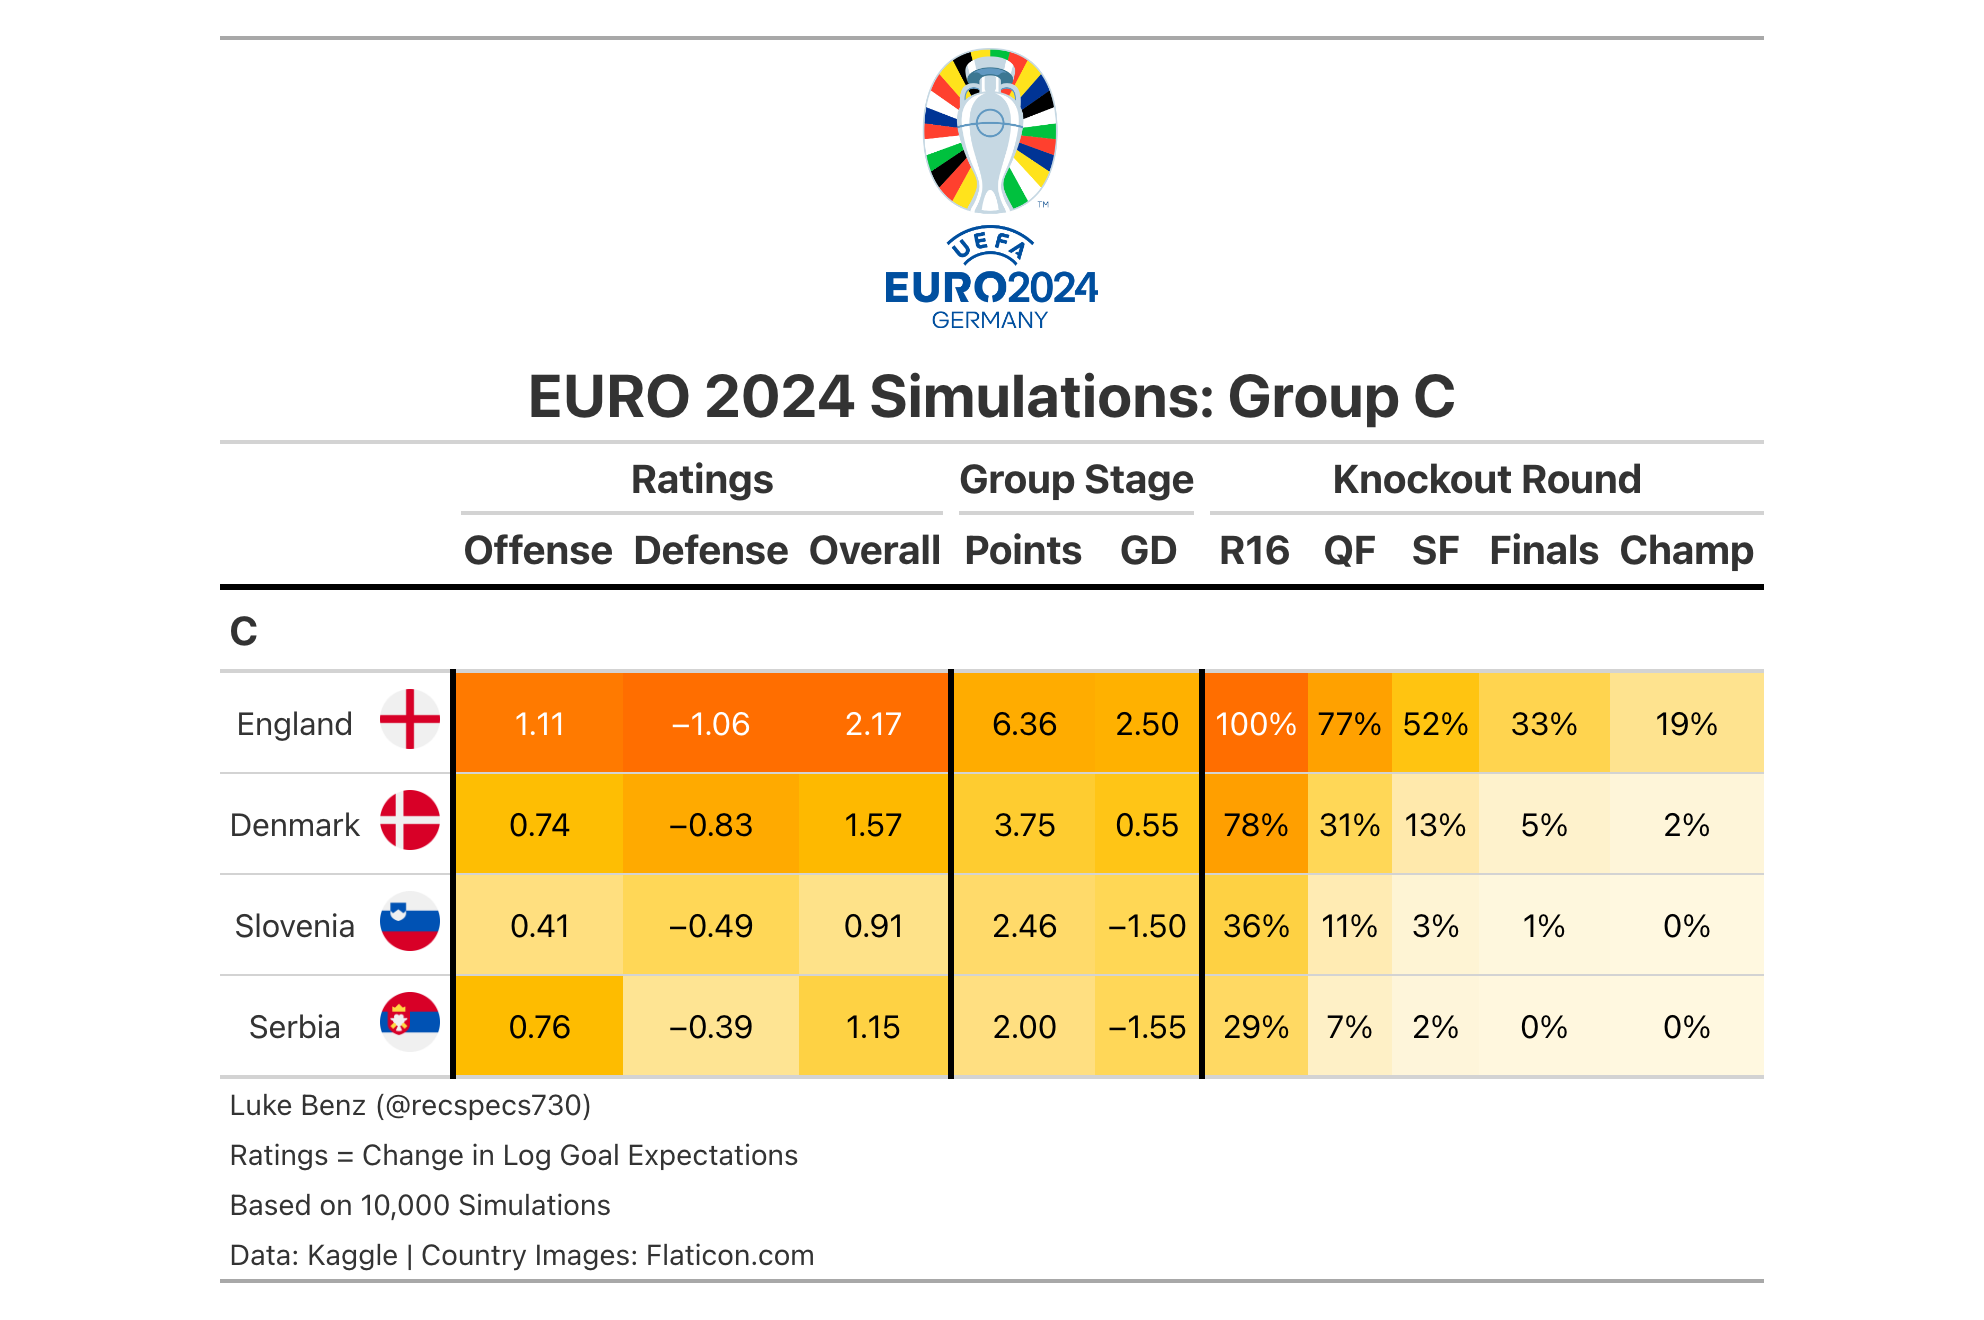 TM
UEFA
EURO2024
GERMANY
EURO 2024 Simulations: Group C
Ratings Group Stage Knockout Round
Offense Defense Overall Points GD R16 QF SF Finals Champ
C
England 1.11 −1.06 2.17 6.36 2.50 100% 77% 52% 33% 19%
Denmark 0.74 −0.83 1.57 3.75 0.55 78% 31% 13% 5% 2%
Slovenia 0.41 −0.49 0.91 2.46 −1.50 36% 11% 3% 1% 0%
Serbia 0.76 −0.39 1.15 2.00 −1.55 29% 7% 2% 0% 0%
Luke Benz (@recspecs730)
Ratings = Change in Log Goal Expectations
Based on 10,000 Simulations
Data: Kaggle | Country Images: Flaticon.com